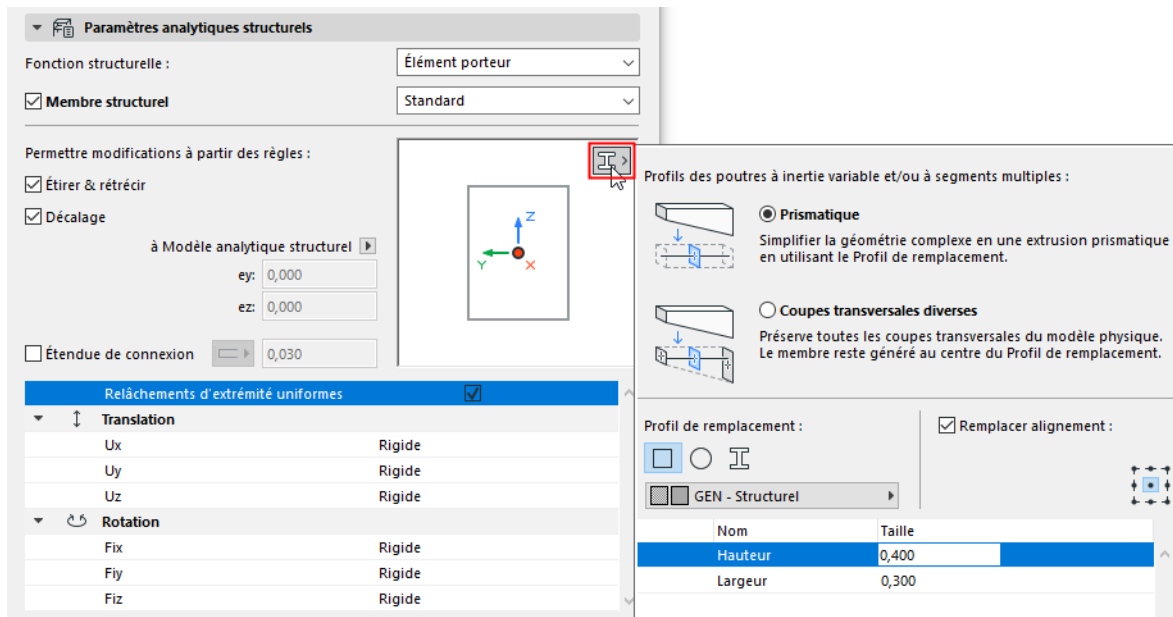 Paramètres analytiques structurels
Fonction structurelle : Élément porteur
Membre structurel Standard
Permettre modifications à partir des règles :
Étirer & rétrécir
Décalage
à Modèle analytique structurel
ey: 0,000
ez: 0,000
Étendue de connexion 0,030
Z
Y X
Relâchements d'extrémité uniformes
Translation
Ux Rigide
Uy Rigide
Uz Rigide
Rotation
Fix Rigide
Fiy Rigide
Fiz Rigide
Profils des poutres à inertie variable et/ou à segments multiples :
Prismatique
Simplifier la géométrie complexe en une extrusion prismatique
en utilisant le Profil de remplacement.
Coupes transversales diverses
Préserve toutes les coupes transversales du modèle physique.
Le membre reste généré au centre du Profil de remplacement.
Profil de remplacement : Remplacer alignement :
GEN - Structurel
Nom Taille
Hauteur 0,400
Largeur 0,300